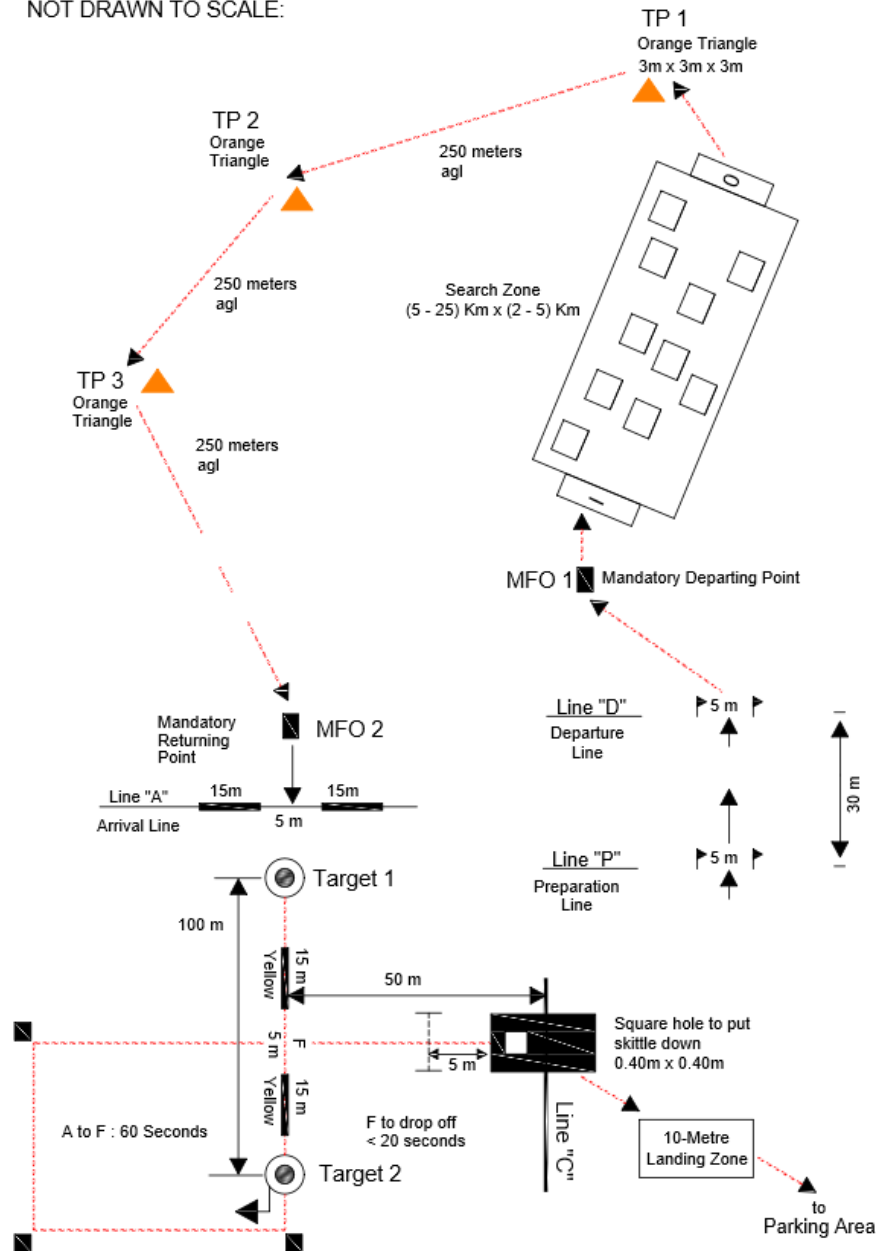 NOT DRAWN TO SCALE:
TP 1
Orange Triangle
3m x 3m x 3m
TP 2
Orange
Triangle
250 meters
agl
O
250 meters
agl
Search Zone
(5 - 25) Km x (2 - 5) Km
TP 3
Orange
Triangle
250 meters
agl
I
MFO 1
Mandatory Departing Point
Line "D"
Departure
Line
5 m
30 m
Mandatory
Returning
Point
MFO 2
Line "A"
15m
15m
Arrival Line
5 m
Line "P"
Preparation
Line
5 m
Target 1
100 m
15 m
Yellow
50 m
5 m
F
5 m
Square hole to put
skittle down
0.40m x 0.40m
15 m
Yellow
A to F : 60 Seconds
F to drop off
< 20 seconds
Line "C"
10-Metre
Landing Zone
Target 2
to
Parking Area